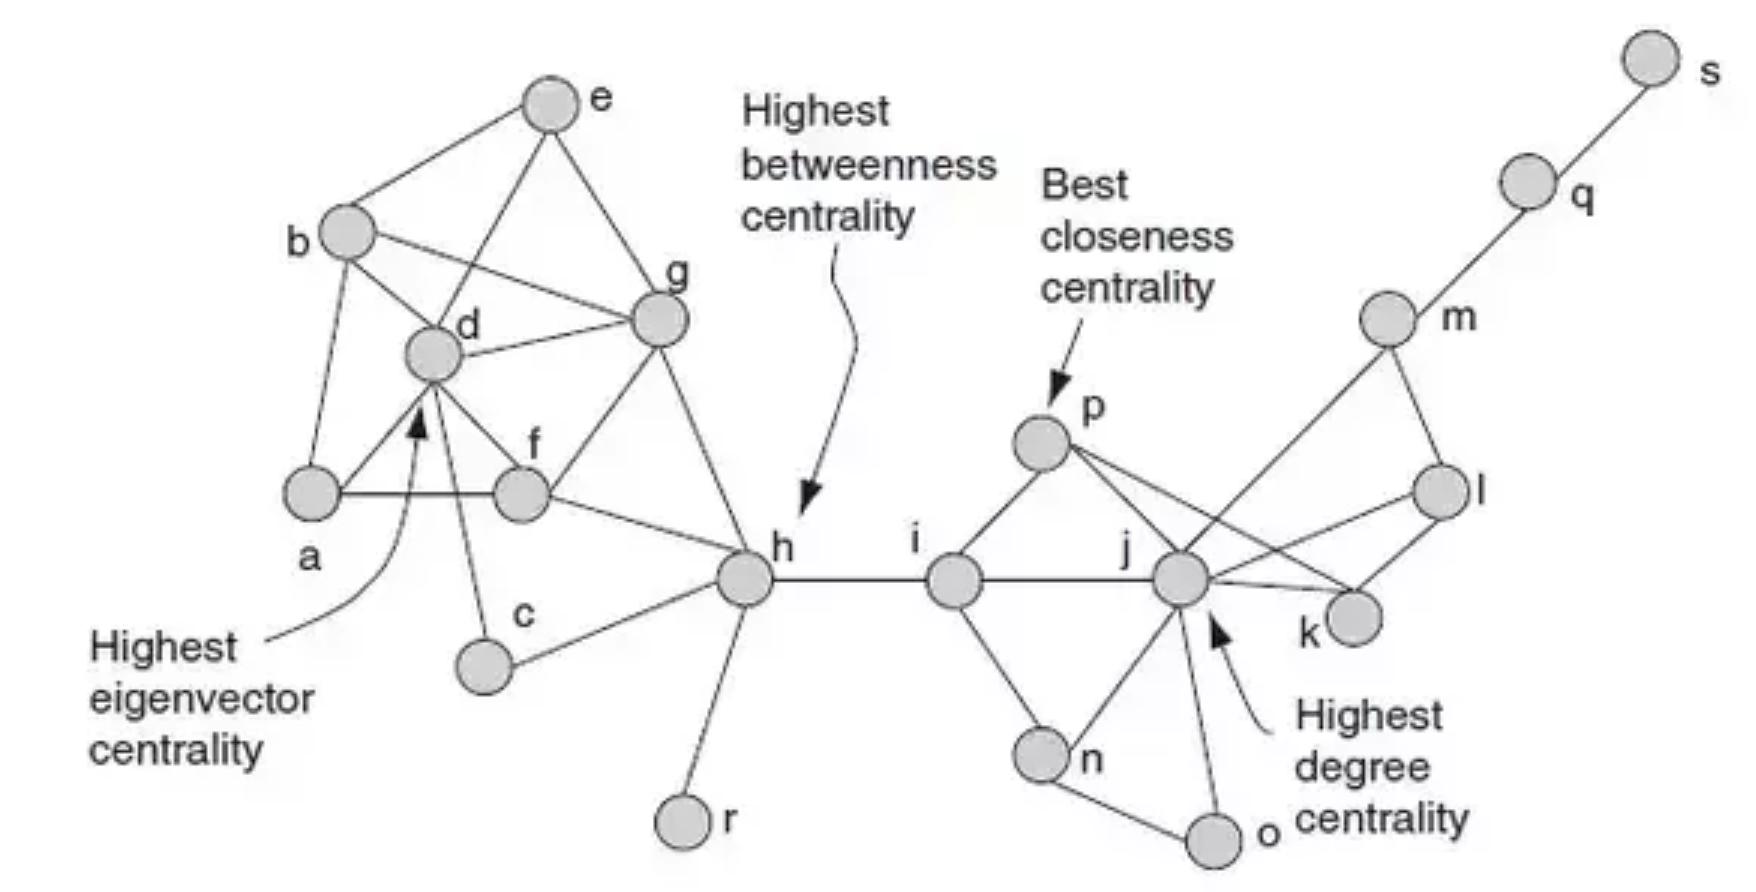 s
e
Highest
betweenness
centrality
Best
closeness
centrality
q
b
g
d
m
p
f
l
h
i
j
a
c
k
Highest
eigenvector
centrality
Highest
degree
centrality
n
r
o